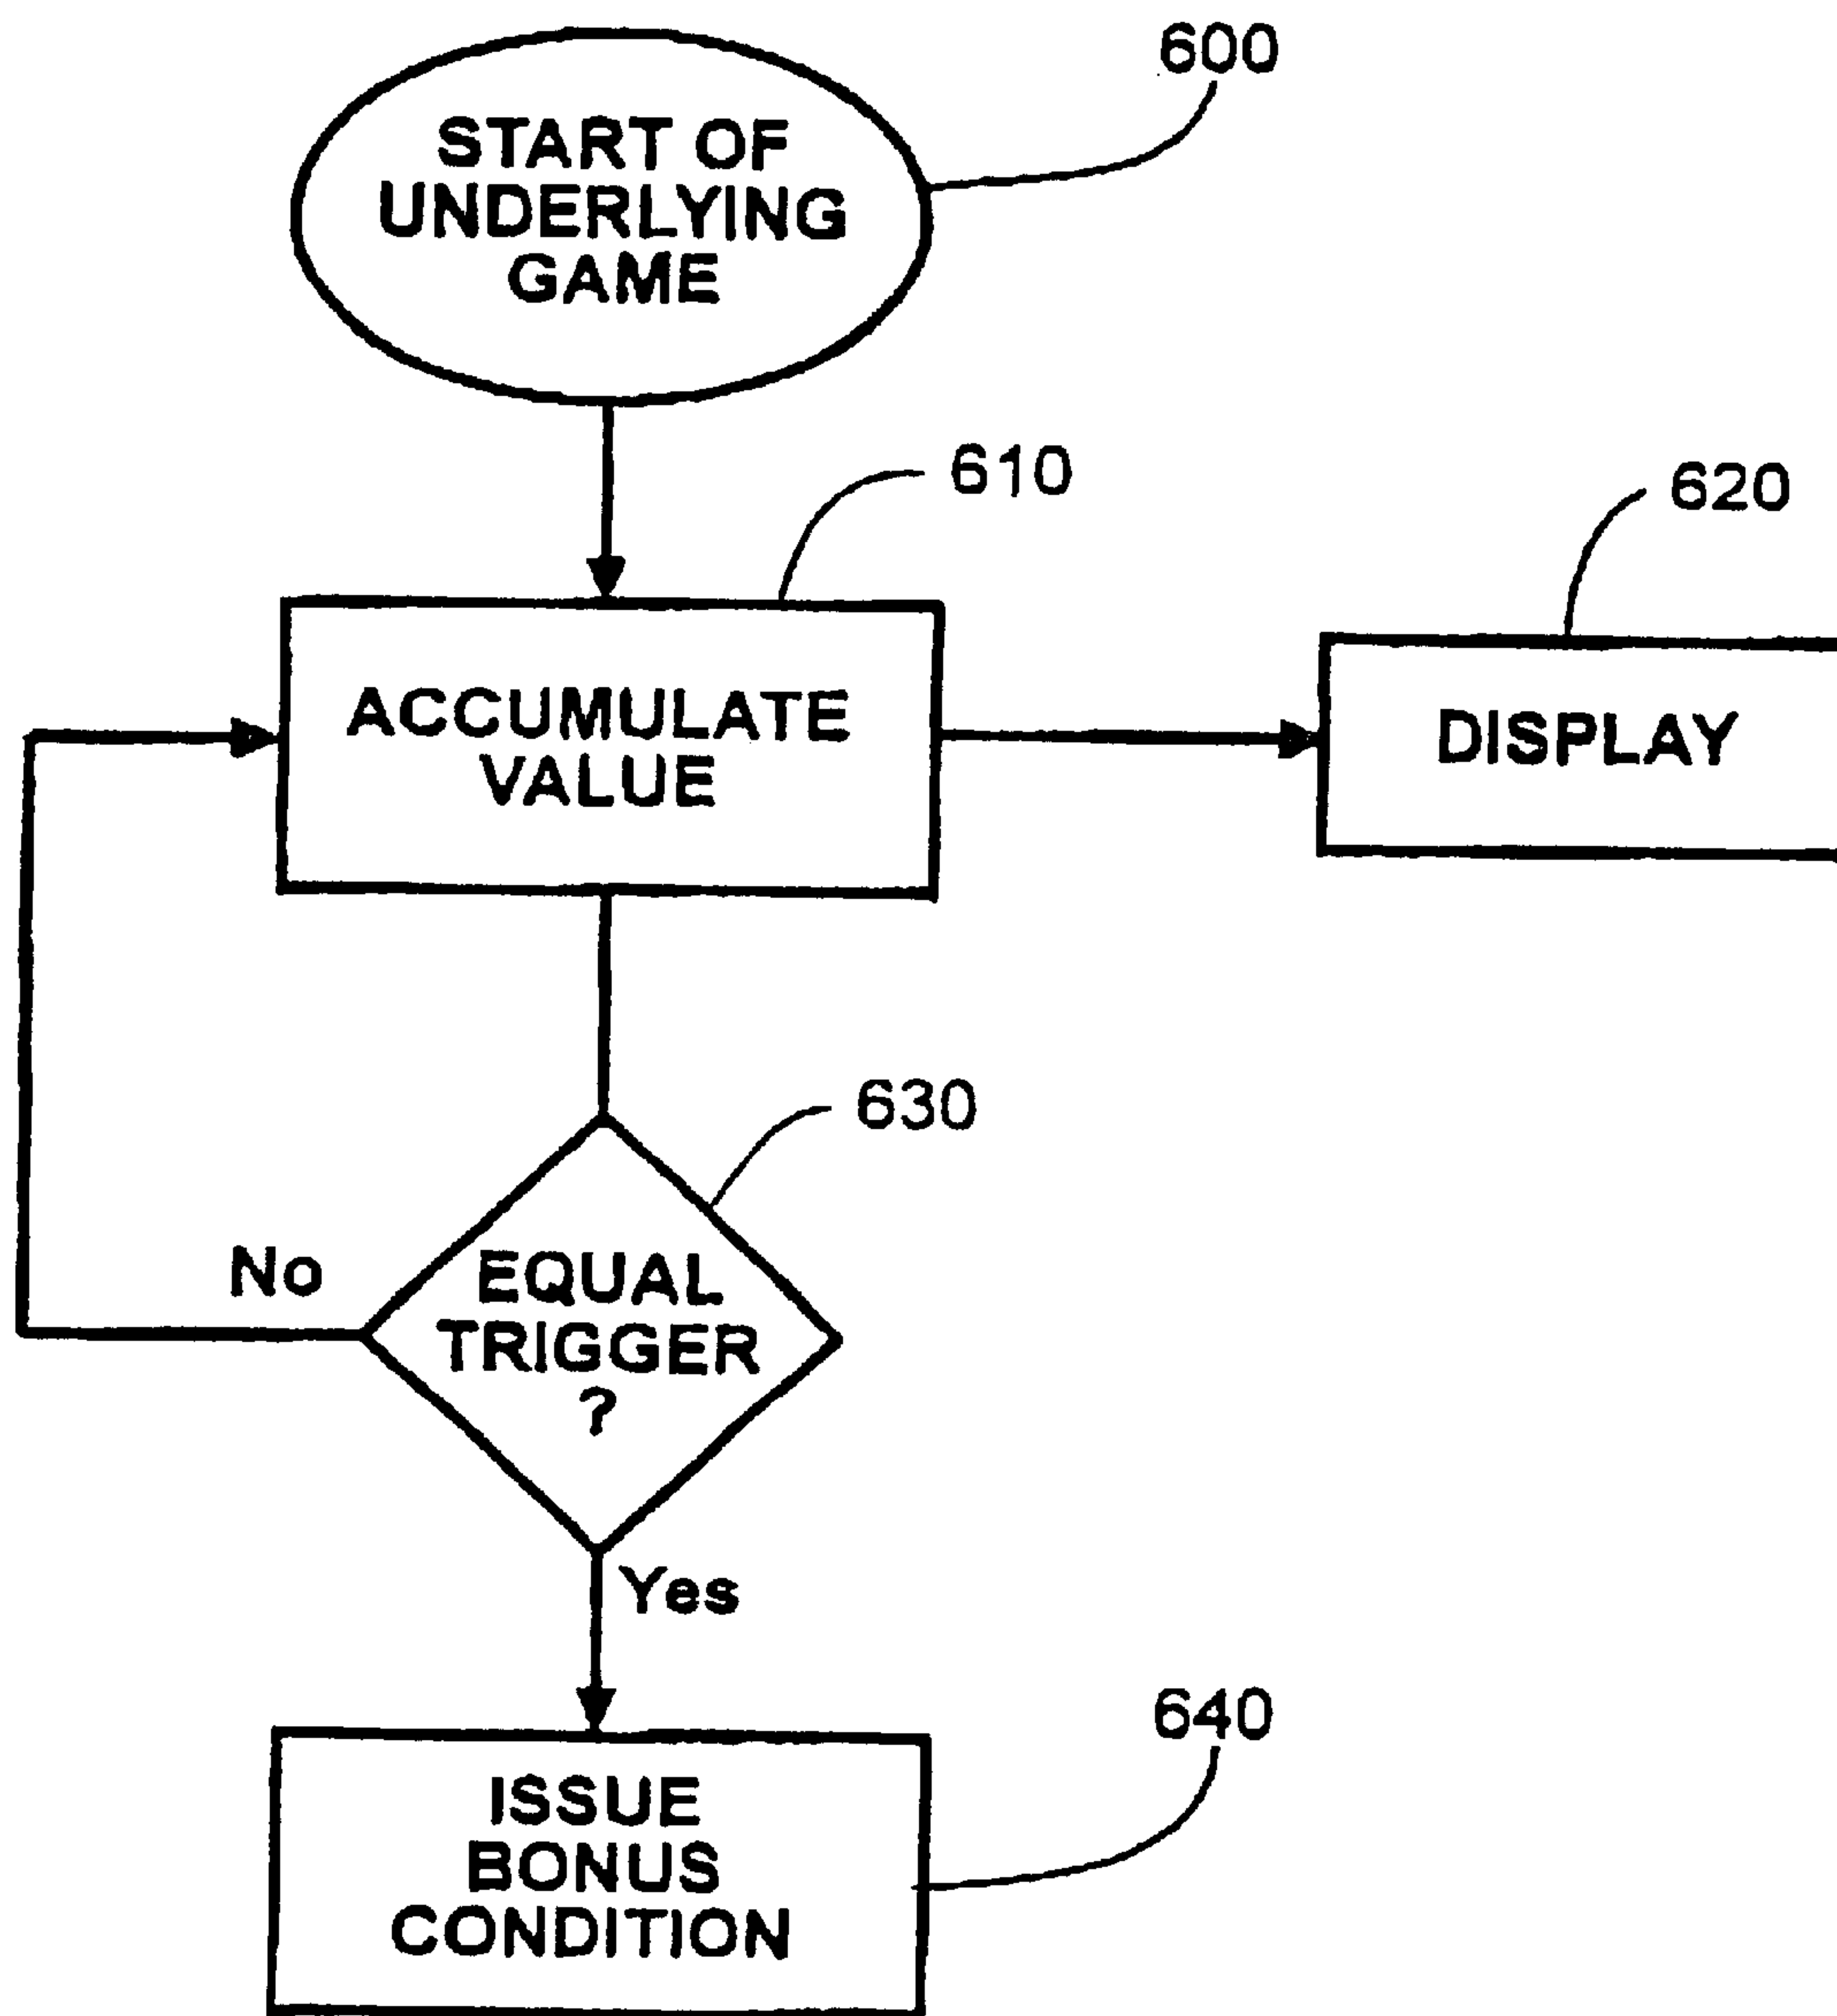 600
START OF
UNDERLYING
GAME
610
620
ACCUMULATE
VALUE
DISPLAY
630
No
EQUAL
TRIGGER
?
Yes
640
ISSUE
BONUS
CONDITION